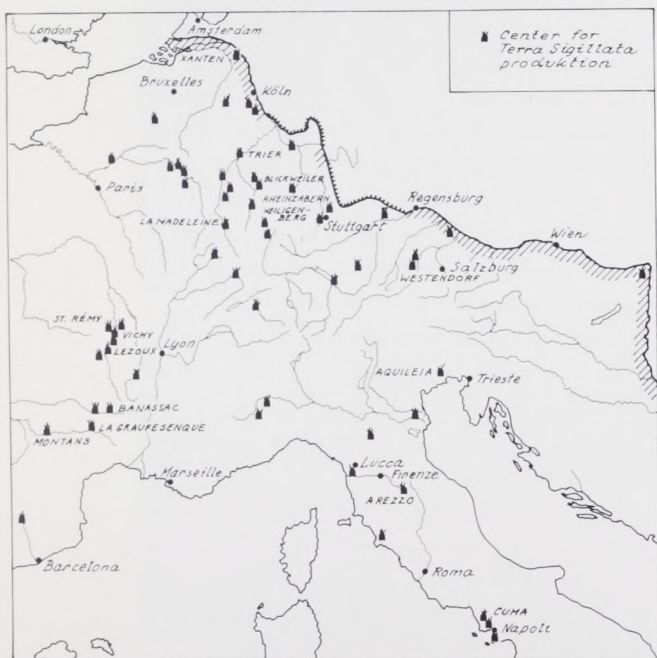 London
Amsterdam
Center for
Terra Sigillata
produktion
XANTEN
Bruxelles
Köln
TRIER
Paris
BLICKWEILER
RHEINZABERN
HEILIGEN-
BERG
Regensburg
LA MADELEINE
Stuttgart
Wien
Salzburg
WESTENDORF
ST. RÉMY
VICHY
Lyon
LEZOUX
AQUILEIA
Trieste
BANASSAC
LA GRAUFESENQUE
MONTANS
Lucca
Firenze
Marseille
AREZZO
Barcelona
Roma
CUMA
Napoli